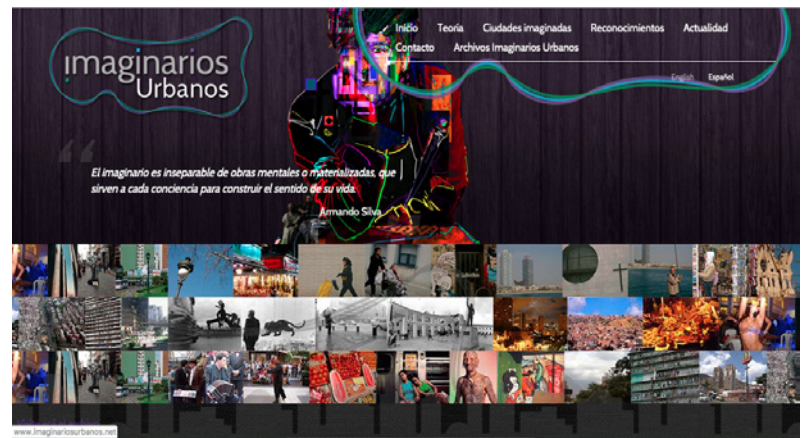 imaginarios
Urbanos
Inicio Teoría Ciudades imaginadas Reconocimientos Actualidad
Contacto Archivos Imaginarios Urbanos
English Español
“
El imaginario es inseparable de obras mentales o materializadas, que
sirven a cada conciencia para construir el sentido de su vida.
Armando Silva
www.imaginariosurbanos.net